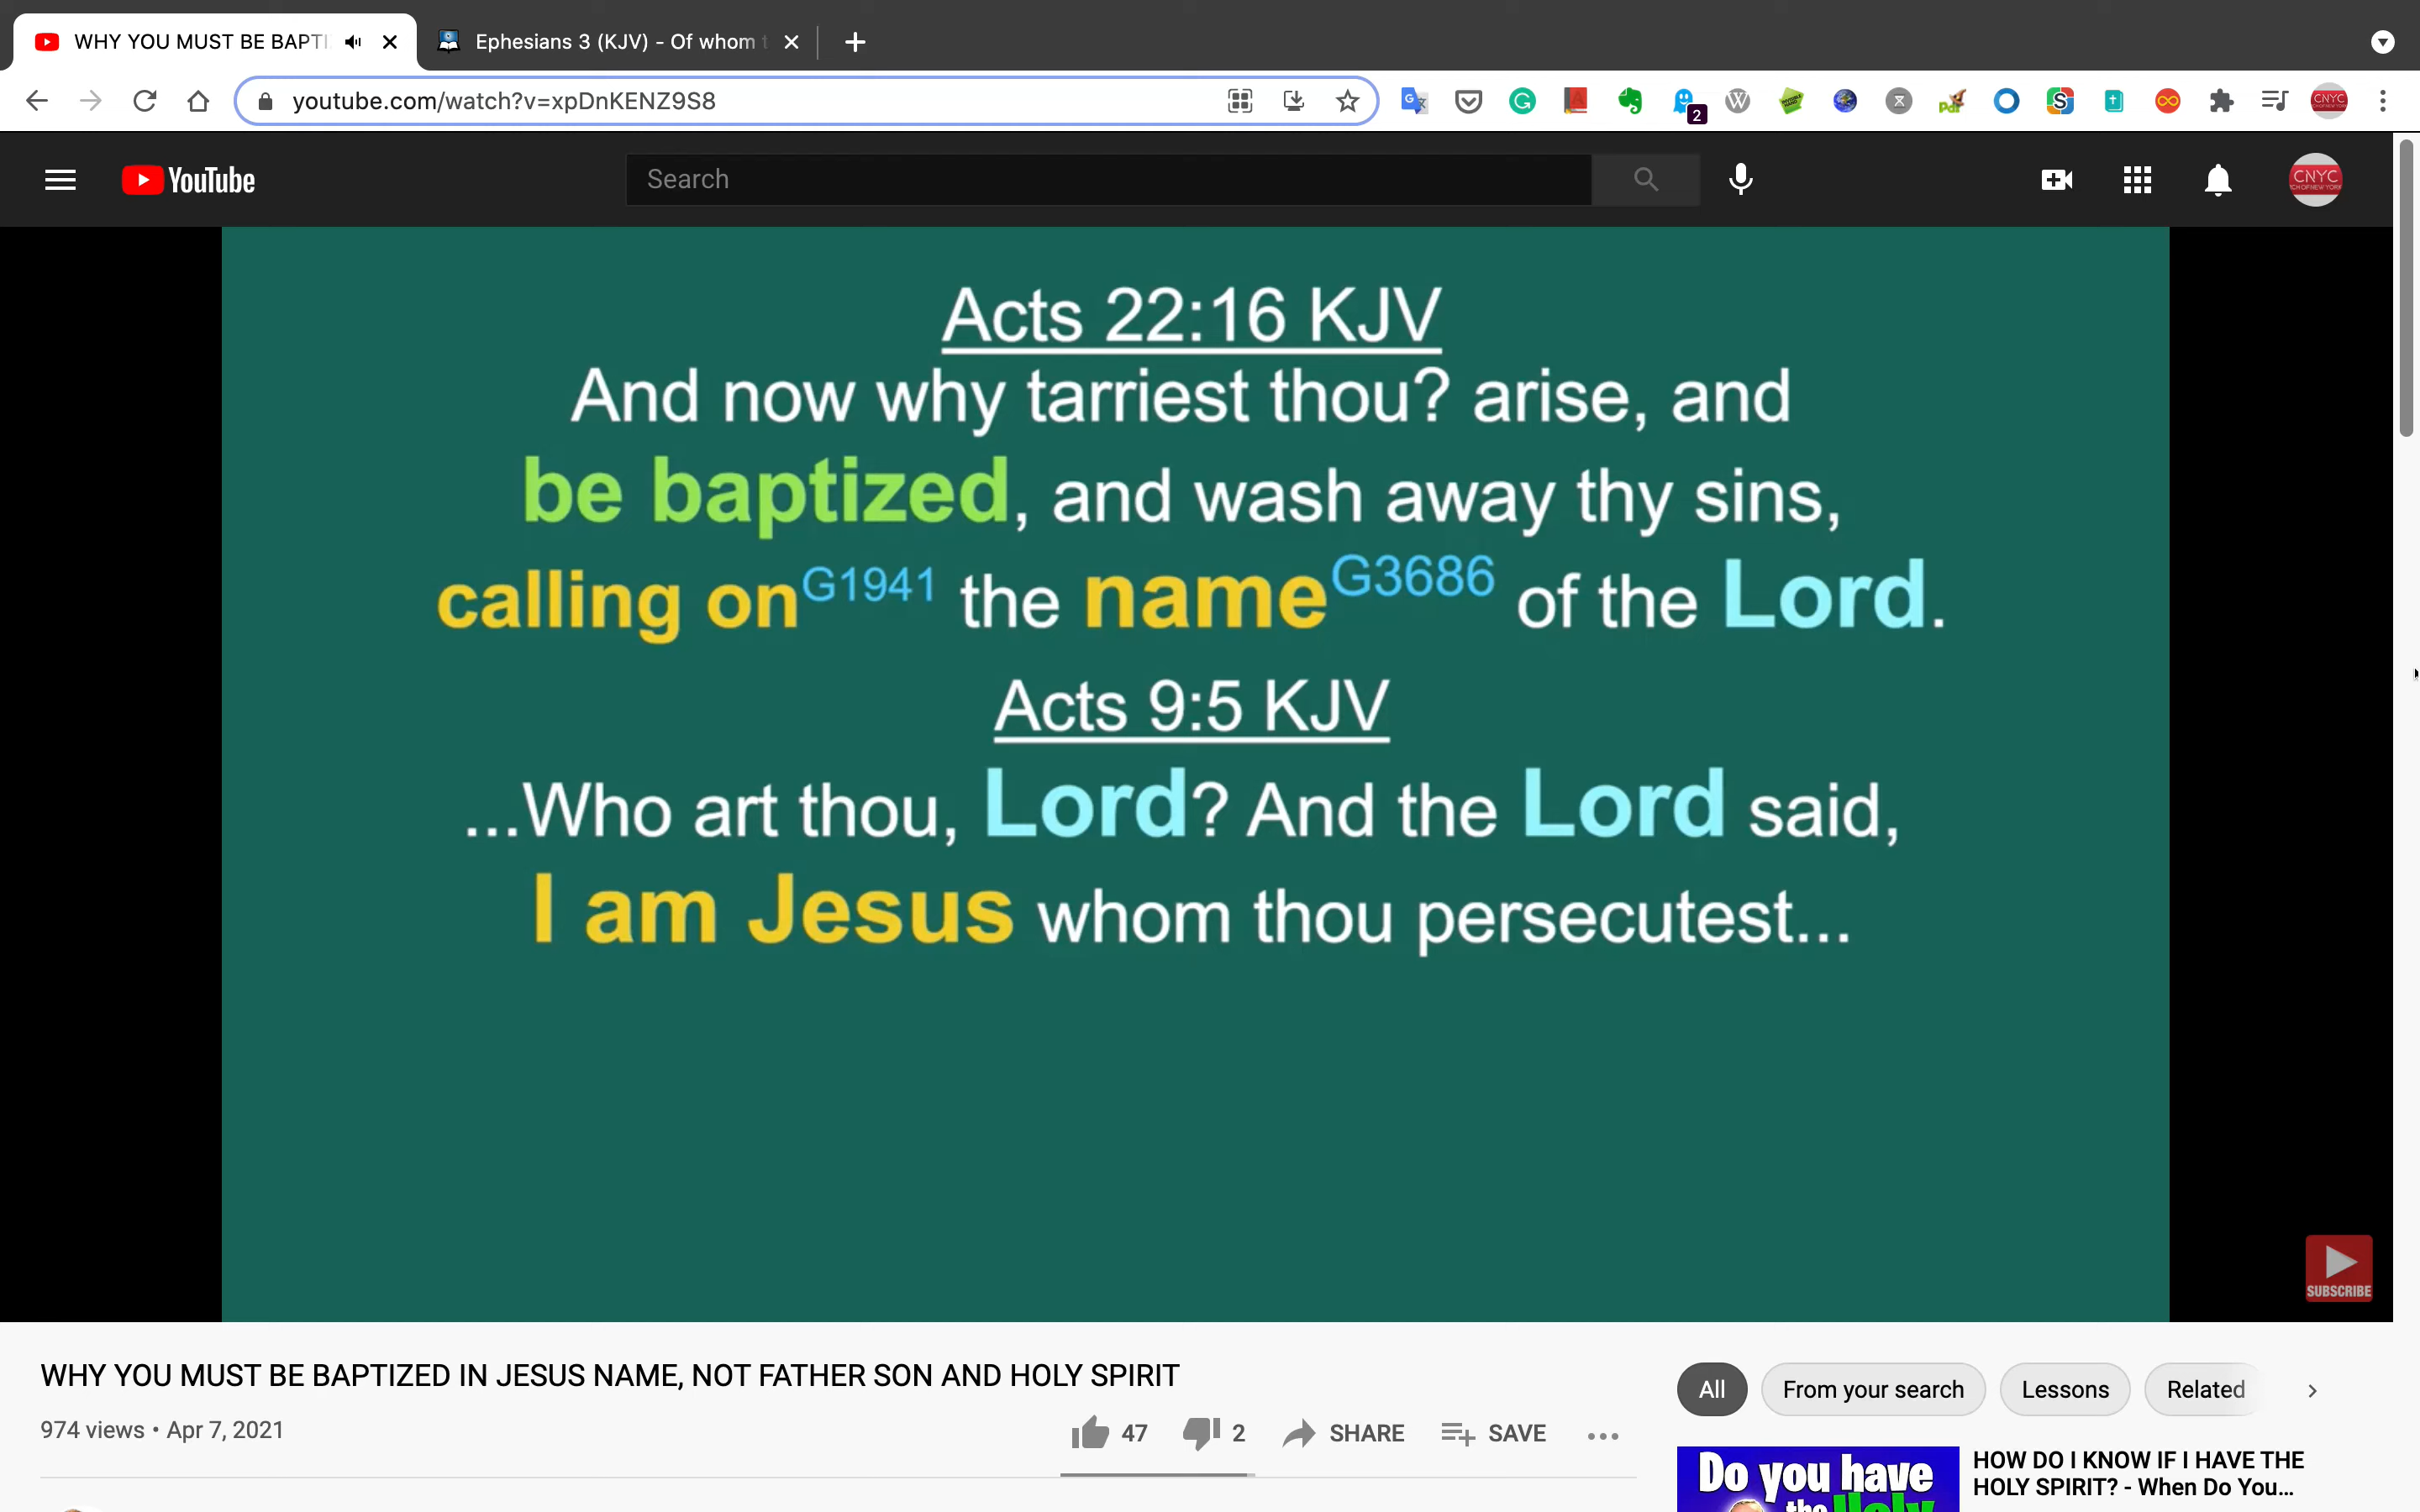 WHY YOU MUST BE BAPTI
Ephesians 3 (KJV) - Of whom t
youtube.com/watch?v=xpDnKENZ9S8
2
CNYC
YouTube
Search
CNYC
Acts 22:16 KJV
And now why tarriest thou? arise, and
be baptized, and wash away thy sins,
calling onG1941 the nameG3686 of the Lord.
Acts 9:5 KJV
...Who art thou, Lord? And the Lord said,
I am Jesus whom thou persecutest...
SUBSCRIBE
WHY YOU MUST BE BAPTIZED IN JESUS NAME, NOT FATHER SON AND HOLY SPIRIT
974 views • Apr 7, 2021
47
2
SHARE
SAVE
All
From your search
Lessons
Related
Do you have
the Holy
HOW DO I KNOW IF I HAVE THE
HOLY SPIRIT? - When Do You...